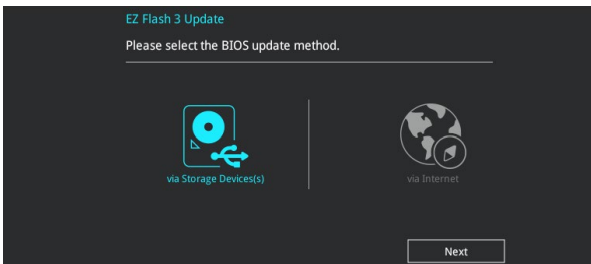 EZ Flash 3 Update
Please select the BIOS update method.
via Storage Devices(s)
via Internet
Next